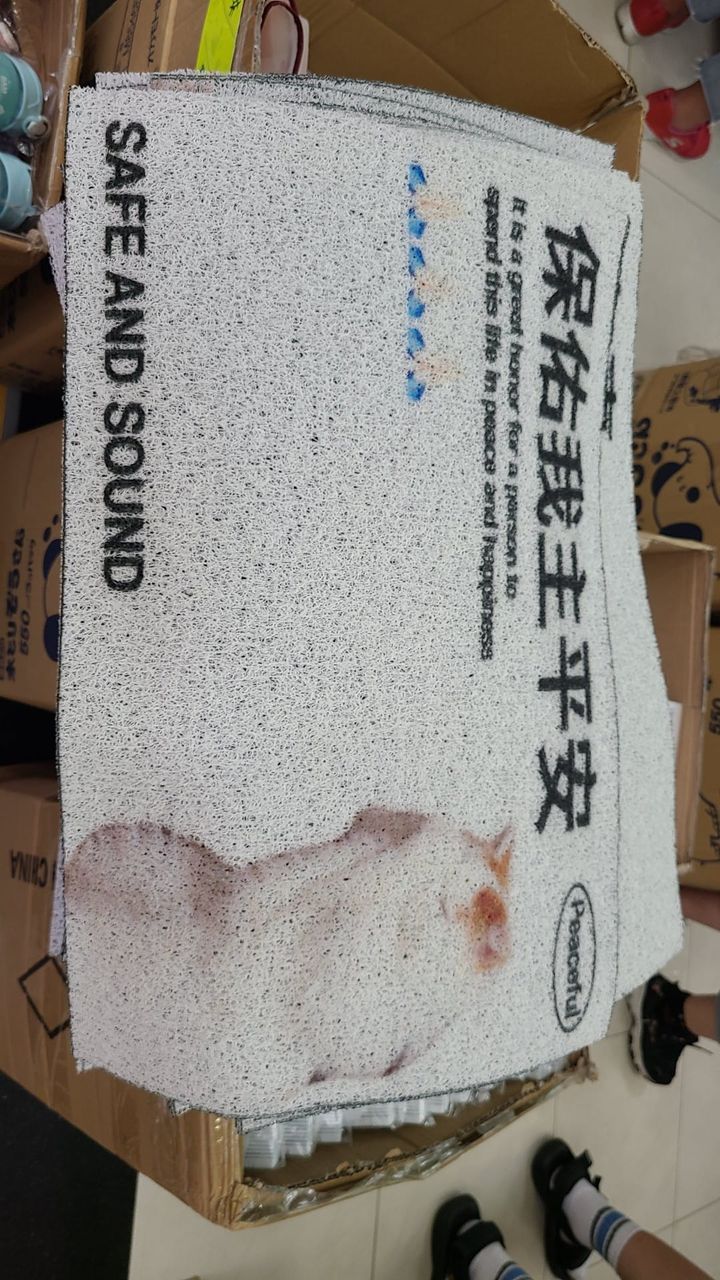 保佑我主平安
Peaceful
It is a great honor for a person to
spend this life in peace and happiness
SAFE AND SOUND
CHINA